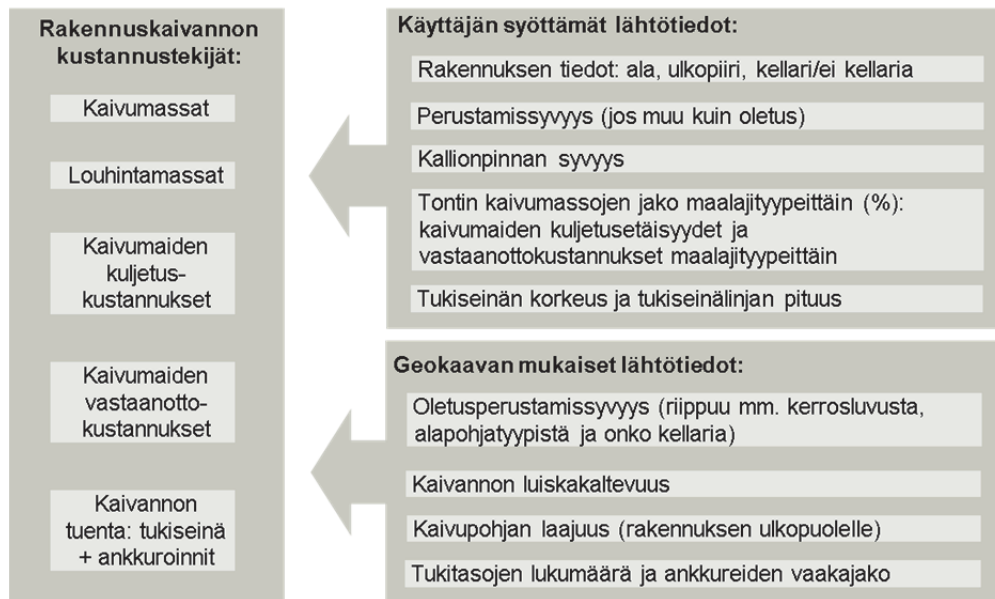 Rakennuskaivannon
kustannustekijät:
Kaivumassat
Louhintamassat
Kaivumaiden
kuljetus-
kustannukset
Kaivumaiden
vastaanotto-
kustannukset
Kaivannon
tuenta: tukiseinä
+ ankkuroinnit
Käyttäjän syöttämät lähtötiedot:
Rakennuksen tiedot: ala, ulkopiiri, kellari/ei kellaria
Perustamissyvyys (jos muu kuin oletus)
Kallionpinnan syvyys
Tontin kaivumassojen jako maalajityypeittäin (%):
kaivumaiden kuljetusetäisyydet ja
vastaanottokustannukset maalajityypeittäin
Tukiseinän korkeus ja tukiseinälinjan pituus
Geokaavan mukaiset lähtötiedot:
Oletusperustamissyvyys (riippuu mm. kerrosluvusta,
alapohjatyypistä ja onko kellaria)
Kaivannon luiskakaltevuus
Kaivupohjan laajuus (rakennuksen ulkopuolelle)
Tukitasojen lukumäärä ja ankkureiden vaakajako